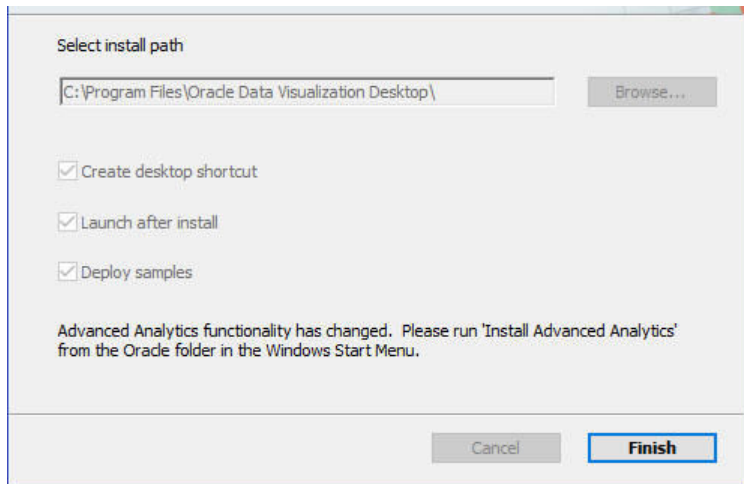 Select install path
C:\Program Files\Oracle Data Visualization Desktop\
Browse...
Create desktop shortcut
Launch after install
Deploy samples
Advanced Analytics functionality has changed.  Please run 'Install Advanced Analytics'
from the Oracle folder in the Windows Start Menu.
Cancel
Finish